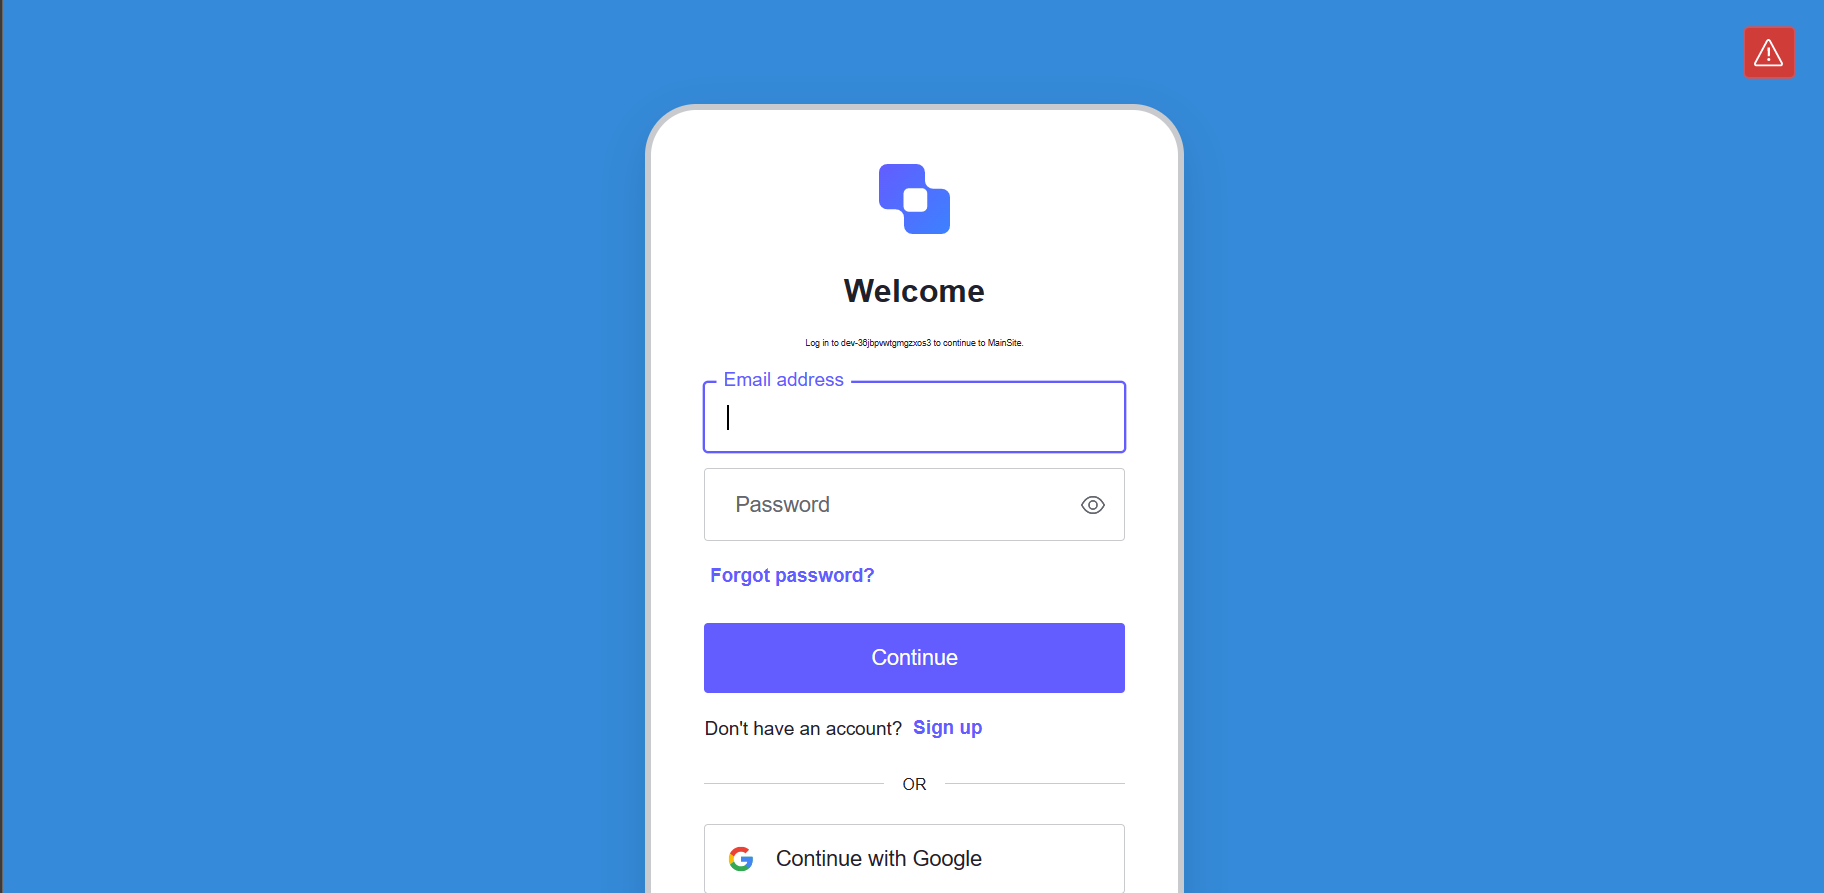 Welcome
Log in to dev-36jbpvwtgmgzxos3 to continue to MainSite.
Email address
Password
Forgot password?
Continue
Don't have an account? Sign up
OR
Continue with Google